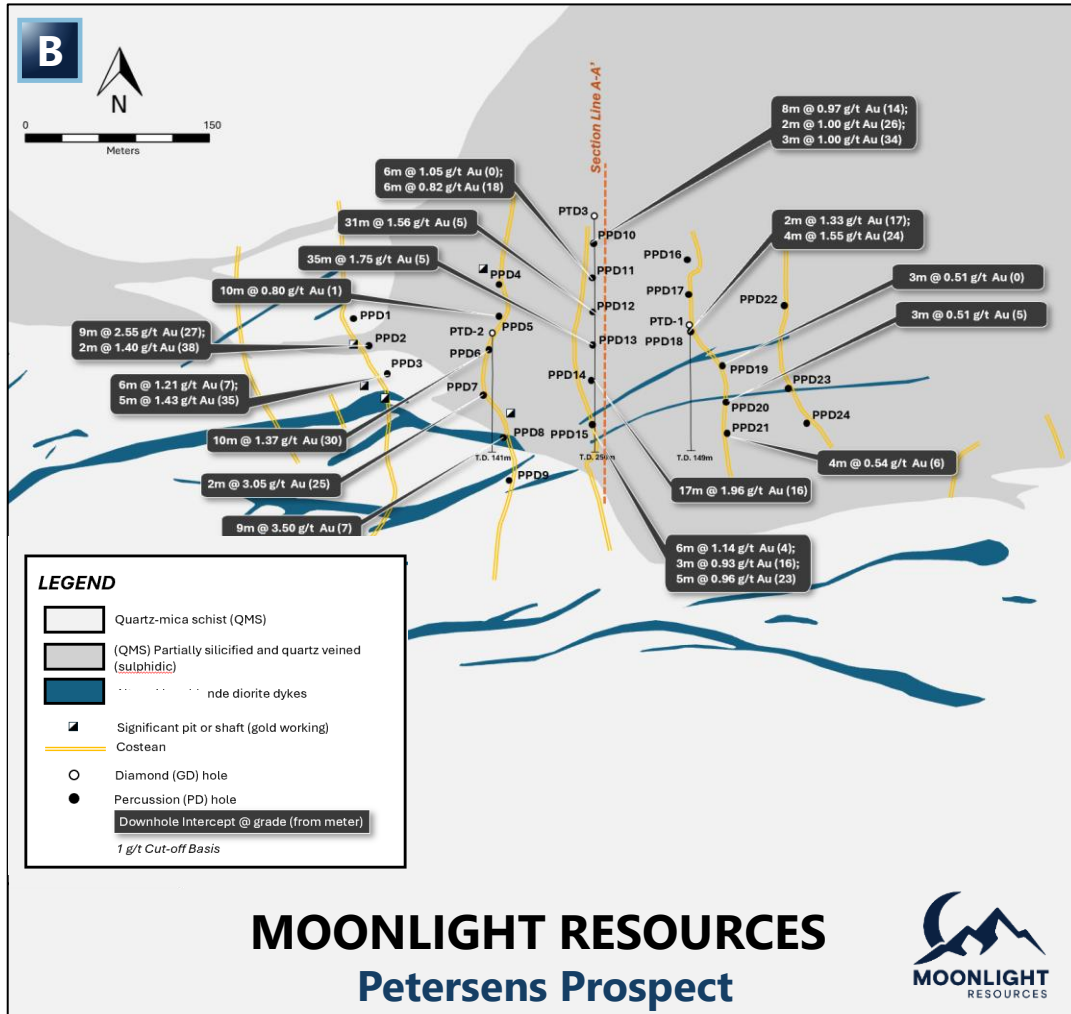 B
N
0 150
Meters
Section Line A-A'
8m @ 0.97 g/t Au (14);
2m @ 1.00 g/t Au (26);
3m @ 1.00 g/t Au (34)
6m @ 1.05 g/t Au (0);
6m @ 0.82 g/t Au (18)
31m @ 1.56 g/t Au (5)
35m @ 1.75 g/t Au (5)
10m @ 0.80 g/t Au (1)
9m @ 2.55 g/t Au (27);
2m @ 1.40 g/t Au (38)
6m @ 1.21 g/t Au (7);
5m @ 1.43 g/t Au (35)
10m @ 1.37 g/t Au (30)
2m @ 3.05 g/t Au (25)
9m @ 3.50 g/t Au (7)
2m @ 1.33 g/t Au (17);
4m @ 1.55 g/t Au (24)
3m @ 0.51 g/t Au (0)
3m @ 0.51 g/t Au (5)
4m @ 0.54 g/t Au (6)
17m @ 1.96 g/t Au (16)
6m @ 1.14 g/t Au (4);
3m @ 0.93 g/t Au (16);
5m @ 0.96 g/t Au (23)
PPD1
PPD2
PPD3
PPD4
PPD5
PTD-2
PPD6
PPD7
PPD8
T.D. 141m
PPD9
PTD3
PPD10
PPD11
PPD12
PPD13
PPD14
PPD15
T.D.
PPD16
PPD17
PTD-1
PPD18
PPD19
PPD20
PPD21
T.D. 149m
PPD22
PPD23
PPD24
LEGEND
Quartz-mica schist (QMS)
(QMS) Partially silicified and quartz veined
(sulphidic)
nde diorite dykes
Significant pit or shaft (gold working)
Costean
Diamond (GD) hole
Percussion (PD) hole
Downhole Intercept @ grade (from meter)
1 g/t Cut-off Basis
MOONLIGHT RESOURCES
Petersens Prospect
MOONLIGHT
RESOURCES